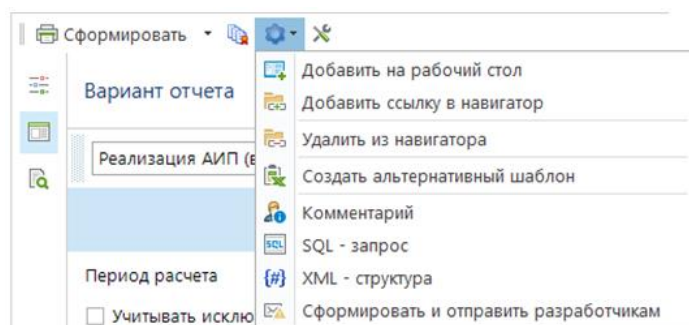 Сформировать
Добавить на рабочий стол
Вариант отчета
Добавить ссылку в навигатор
Удалить из навигатора
Реализация АИП (в
Создать альтернативный шаблон
Комментарий
SQL
SQL - запрос
Период расчета
{#} XML - структура
Учитывать исклю
Сформировать и отправить разработчикам